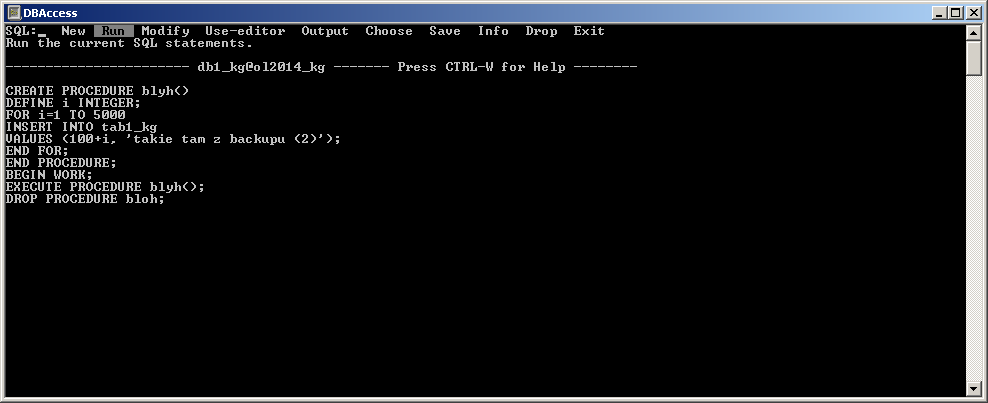 DBAccess
SQL:_ New Run Modify Use-editor Output Choose Save Info Drop Exit
Run the current SQL statements.
----------------------- db1_kg@ol2014_kg ------- Press CTRL-W for Help --------
CREATE PROCEDURE blyh()
DEFINE i INTEGER;
FOR i=1 TO 5000
INSERT INTO tab1_kg
VALUES (100+i, 'takie tam z backupu (2)');
END FOR;
END PROCEDURE;
BEGIN WORK;
EXECUTE PROCEDURE blyh();
DROP PROCEDURE bloh;